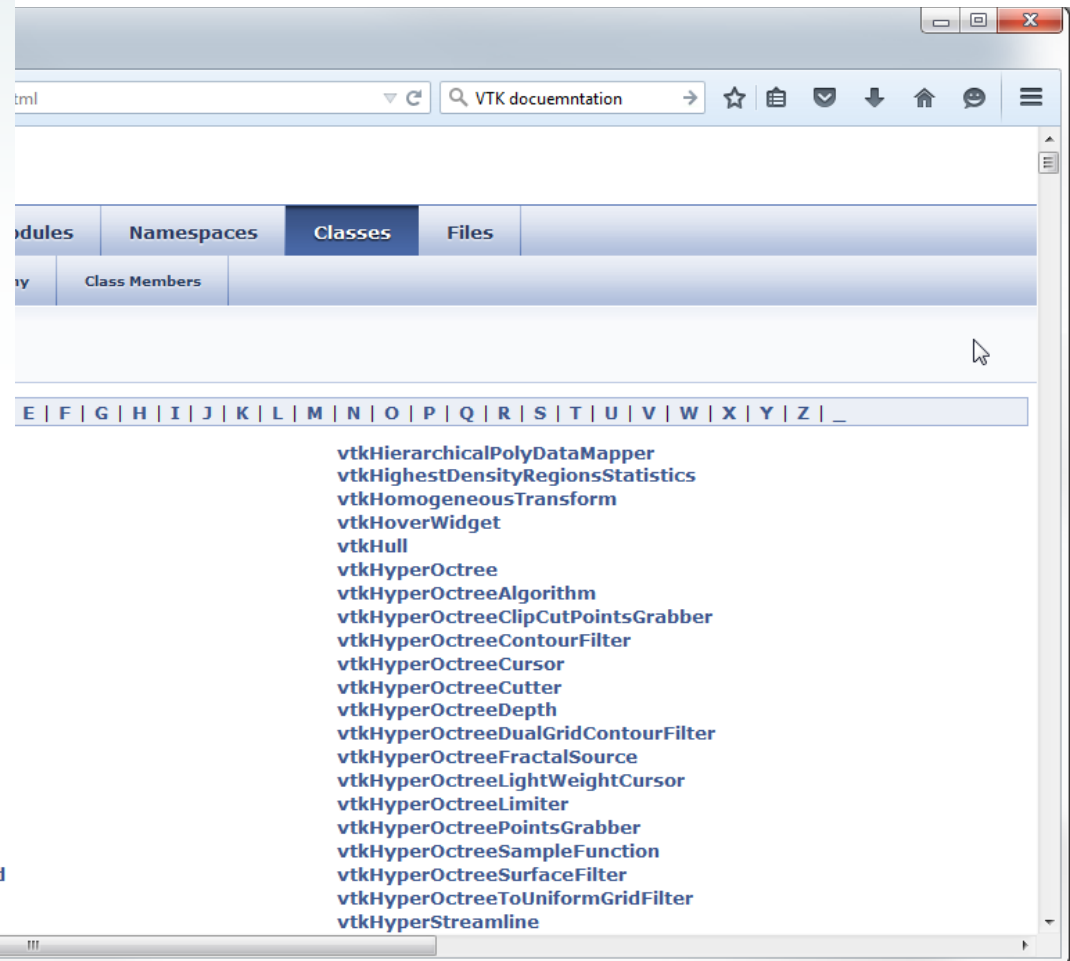 tml
VTK docuemntation
odules Namespaces Classes Files
ny Class Members
E | F | G | H | I | J | K | L | M | N | O | P | Q | R | S | T | U | V | W | X | Y | Z | _
vtkHierarchicalPolyDataMapper
vtkHighestDensityRegionsStatistics
vtkHomogeneousTransform
vtkHoverWidget
vtkHull
vtkHyperOctree
vtkHyperOctreeAlgorithm
vtkHyperOctreeClipCutPointsGrabber
vtkHyperOctreeContourFilter
vtkHyperOctreeCursor
vtkHyperOctreeCutter
vtkHyperOctreeDepth
vtkHyperOctreeDualGridContourFilter
vtkHyperOctreeFractalSource
vtkHyperOctreeLightWeightCursor
vtkHyperOctreeLimiter
vtkHyperOctreePointsGrabber
vtkHyperOctreeSampleFunction
d vtkHyperOctreeSurfaceFilter
vtkHyperOctreeToUniformGridFilter
vtkHyperStreamline